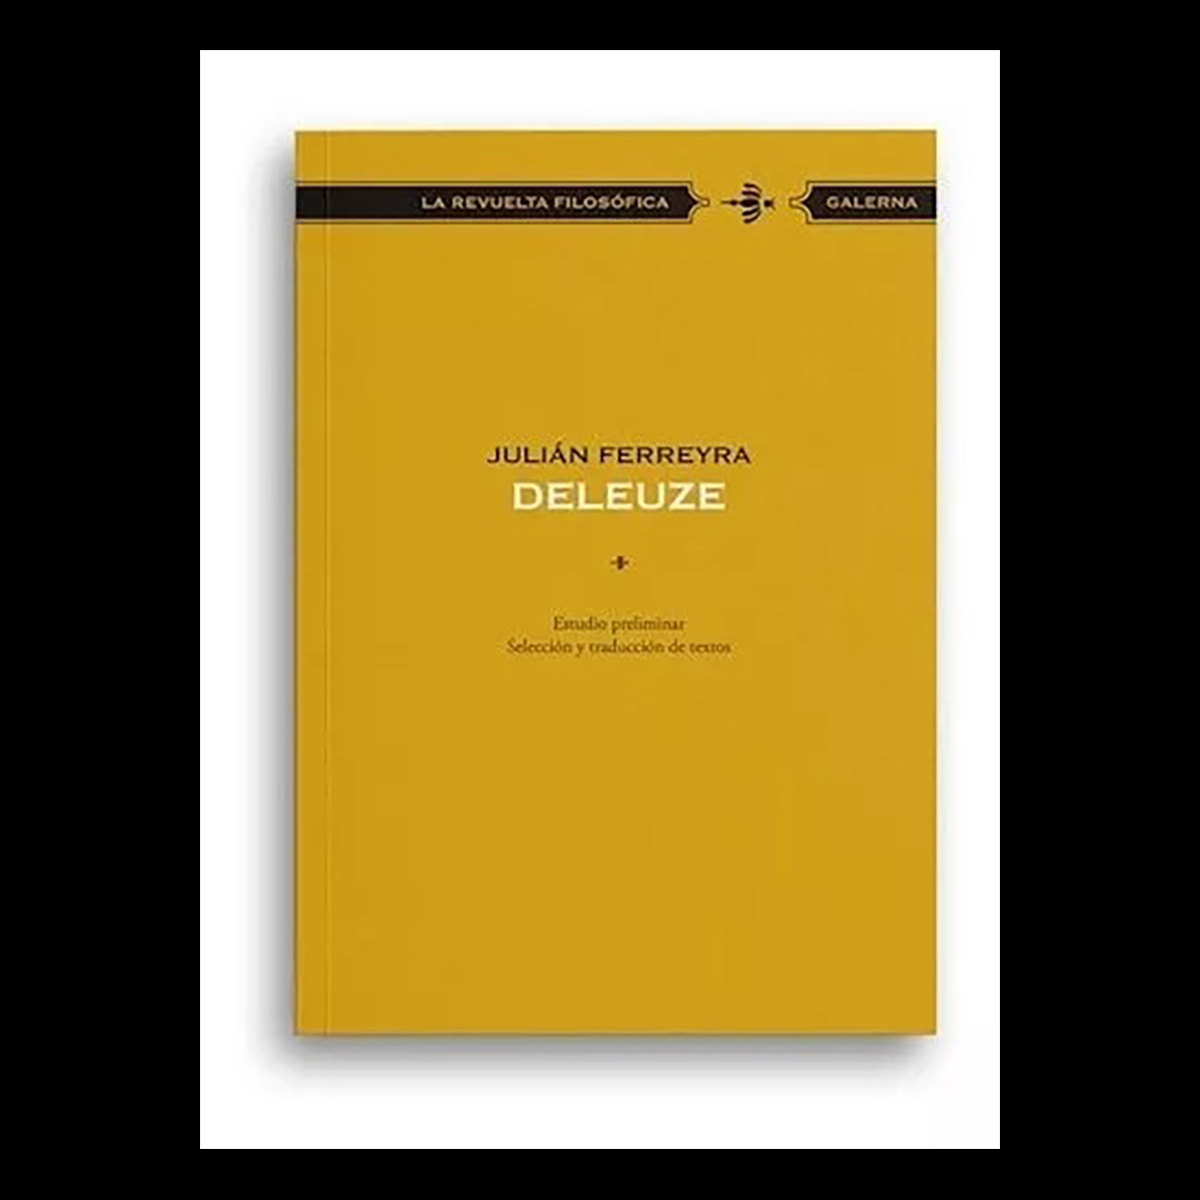 LA REVUELTA FILOSÓFICA
GALERNA
JULIÁN FERREYRA
DELEUZE
Estudio preliminar
Selección y traducción de textos